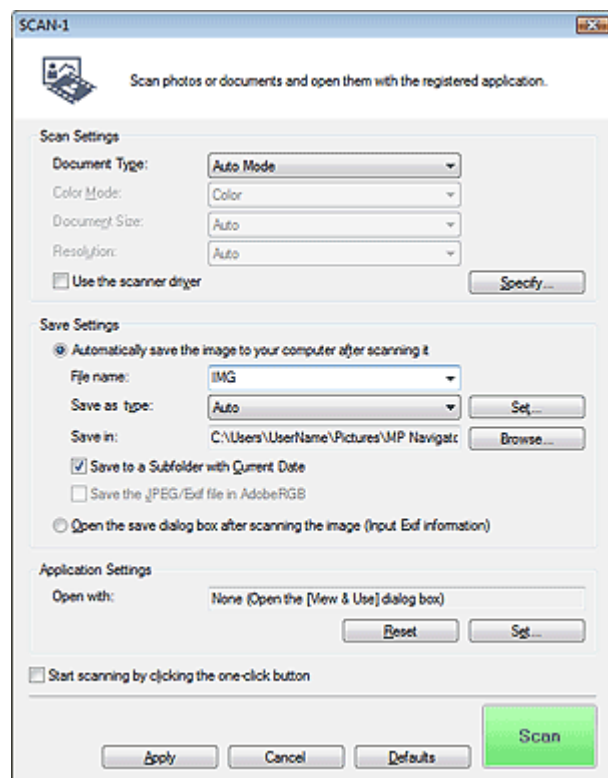 SCAN-1
Scan photos or documents and open them with the registered application.
Scan Settings
Document Type: Auto Mode
Color Mode: Color
Document Size: Auto
Resolution: Auto
Use the scanner driver Specify...
Save Settings
Automatically save the image to your computer after scanning it
File name: IMG
Save as type: Auto Set...
Save in: C:\Users\UserName\Pictures\MP Navigato Browse...
Save to a Subfolder with Current Date
Save the JPEG/Exif file in AdobeRGB
Open the save dialog box after scanning the image (Input Exif information)
Application Settings
Open with: None (Open the [View & Use] dialog box)
Reset Set...
Start scanning by clicking the one-click button
Scan
Apply Cancel Defaults